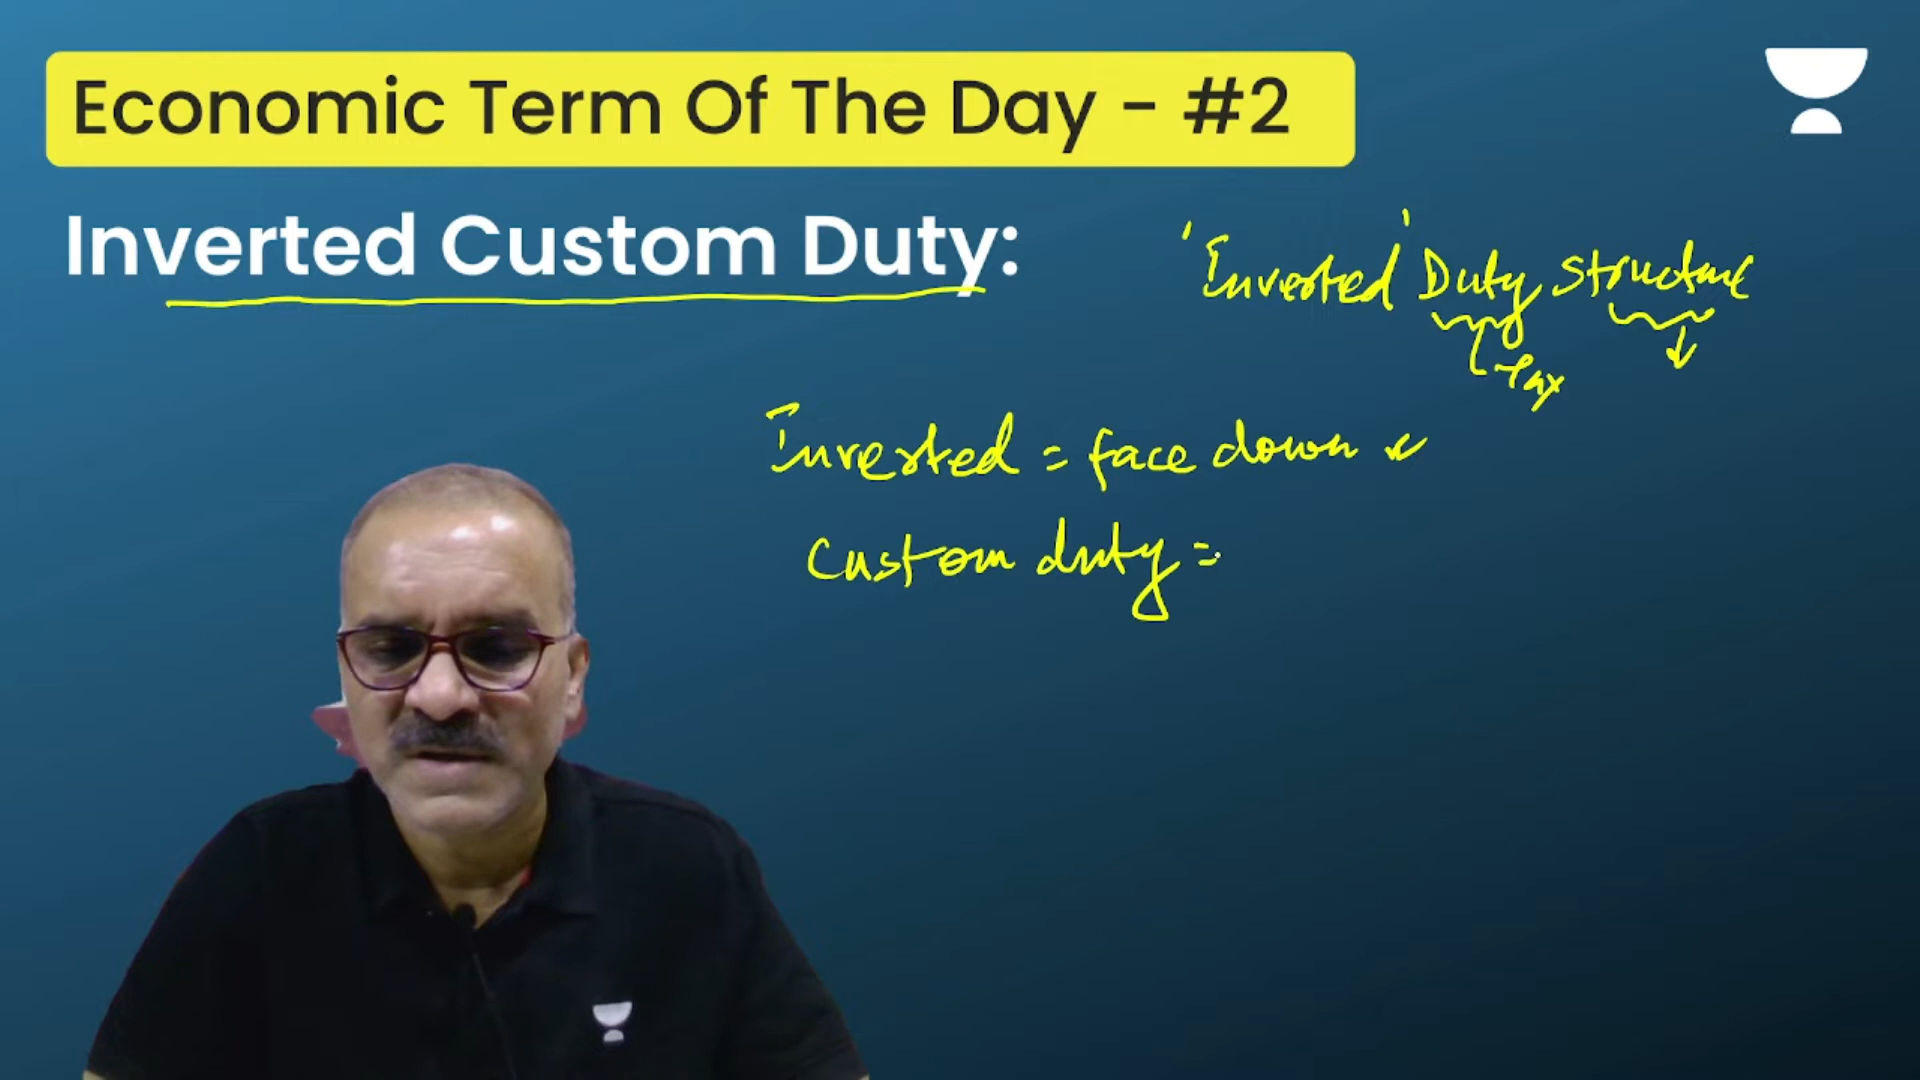 Economic Term Of The Day - #2
Inverted Custom Duty:
'Inverted' Duty Structure
Tax
Inverted = face down
Custom duty =